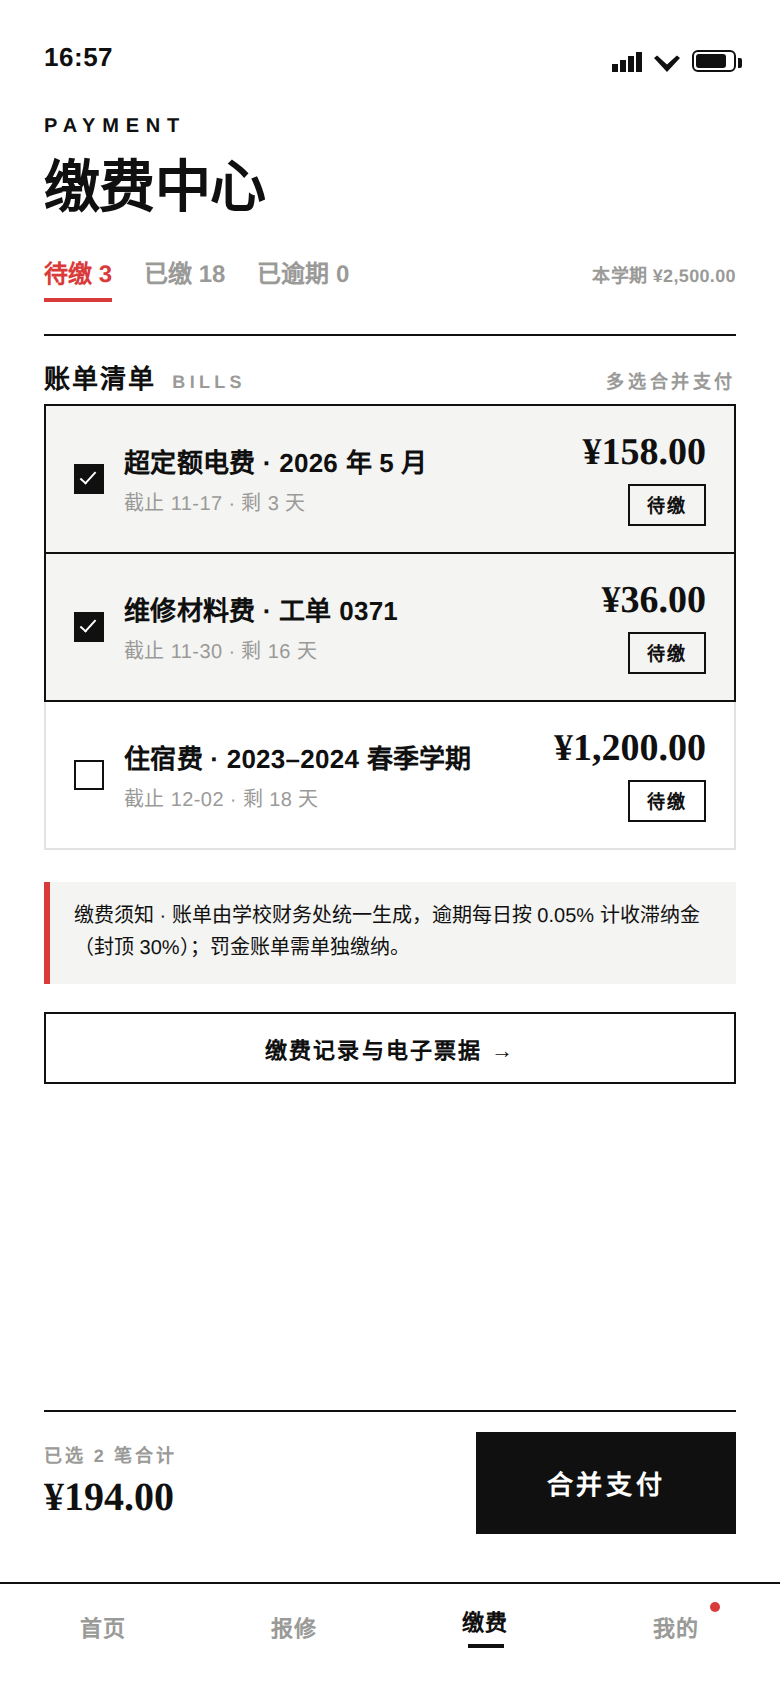 16:57
PAYMENT
缴费中心
待缴 3 已缴 18 已逾期 0 本学期 ¥2,500.00
账单清单 BILLS 多选合并支付
超定额电费 · 2026 年 5 月 ¥158.00
截止 11-17 · 剩 3 天 待缴
维修材料费 · 工单 0371 ¥36.00
截止 11-30 · 剩 16 天 待缴
住宿费 · 2023–2024 春季学期 ¥1,200.00
截止 12-02 · 剩 18 天 待缴
缴费须知 · 账单由学校财务处统一生成，逾期每日按 0.05% 计收滞纳金
（封顶 30%）；罚金账单需单独缴纳。
缴费记录与电子票据 →
已选 2 笔合计
¥194.00
合并支付
首页 报修 缴费 我的